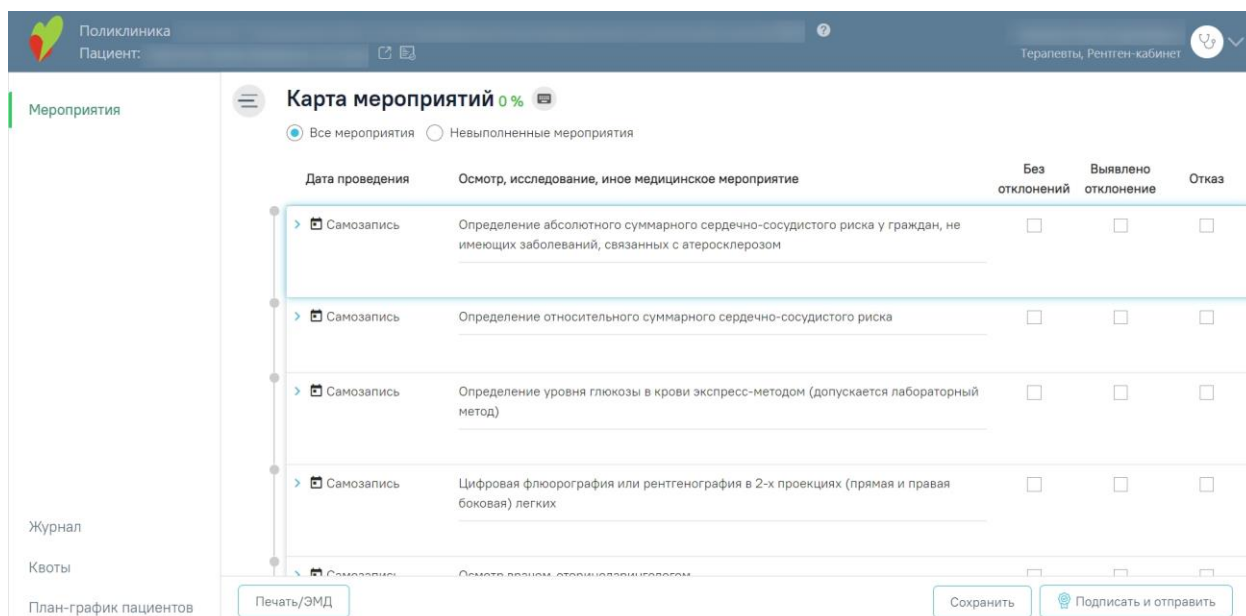 Поликлиника
Пациент:
Терапевты, Рентген-кабинет
Мероприятия
Карта мероприятий 0 %
Все мероприятия Невыполненные мероприятия
Дата проведения Осмотр, исследование, иное медицинское мероприятие Без отклонений Выявлено отклонение Отказ
Самозапись Определение абсолютного суммарного сердечно-сосудистого риска у граждан, не
имеющих заболеваний, связанных с атеросклерозом
Самозапись Определение относительного суммарного сердечно-сосудистого риска
Самозапись Определение уровня глюкозы в крови экспресс-методом (допускается лабораторный
метод)
Самозапись Цифровая флюорография или рентгенография в 2-х проекциях (прямая и правая
боковая) легких
Самозапись Осмотр врачом-оториноларингологом
Журнал
Квоты
План-график пациентов
Печать/ЭМД Сохранить Подписать и отправить